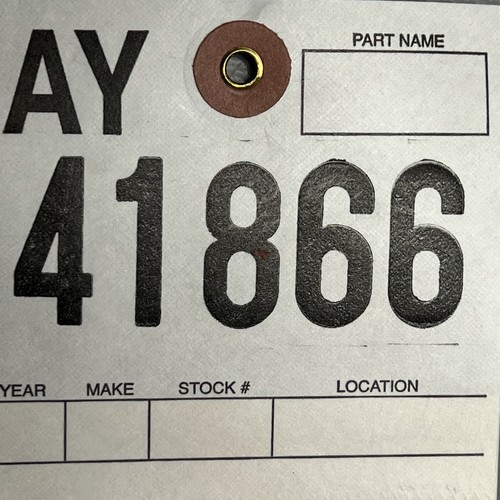 AY
PART NAME
41866
YEAR MAKE STOCK # LOCATION